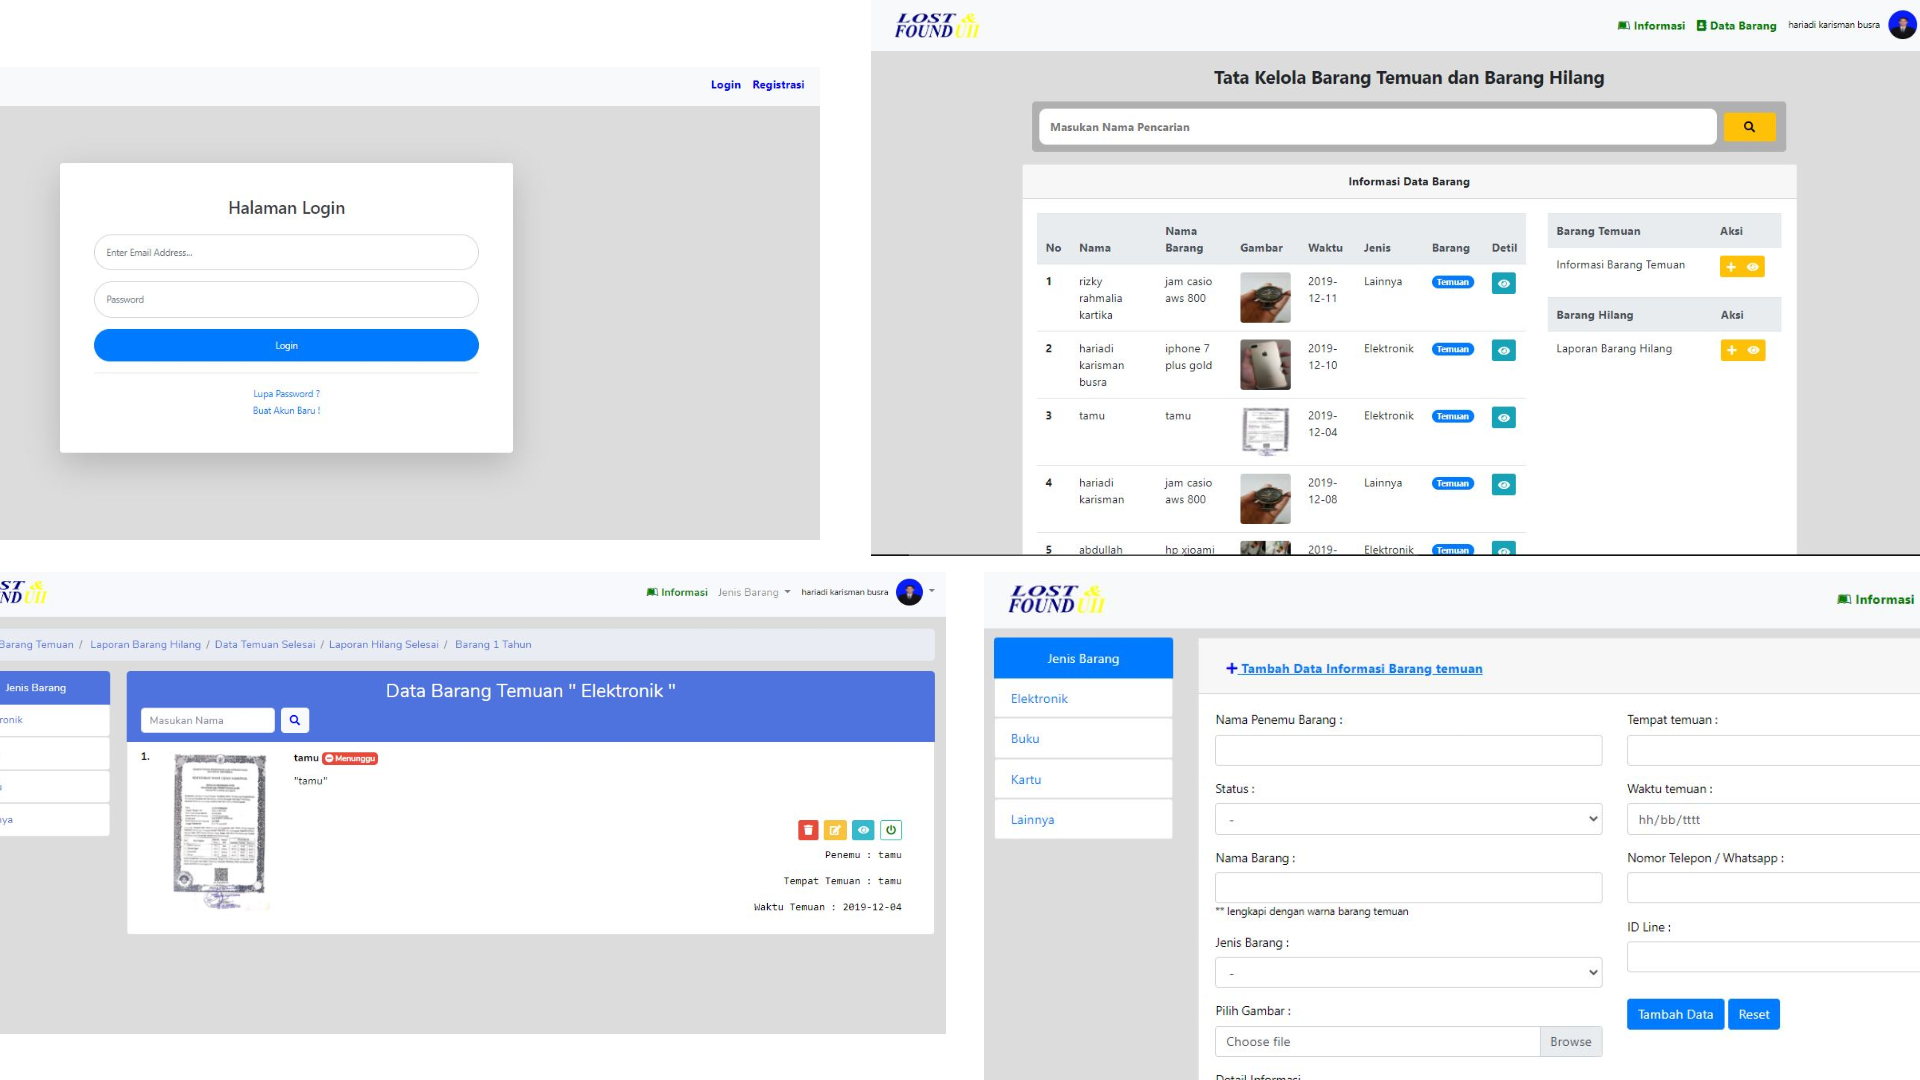 Login Registrasi
Halaman Login
Enter Email Address...
Password
Login
Lupa Password ?
Buat Akun Baru !
LOST &
FOUND UII
Informasi Data Barang hariadi karisman busra
Tata Kelola Barang Temuan dan Barang Hilang
Masukan Nama Pencarian
Informasi Data Barang
No Nama Nama Barang Gambar Waktu Jenis Barang Detil
1 rizky rahmalia kartika jam casio aws 800 2019-12-11 Lainnya Temuan
2 hariadi karisman busra iphone 7 plus gold 2019-12-10 Elektronik Temuan
3 tamu tamu 2019-12-04 Elektronik Temuan
4 hariadi karisman jam casio aws 800 2019-12-08 Lainnya Temuan
5 abdullah hp xioami 2019- Elektronik Temuan
Barang Temuan Aksi
Informasi Barang Temuan
Barang Hilang Aksi
Laporan Barang Hilang
ST &
ND UII
Informasi Jenis Barang hariadi karisman busra
Barang Temuan / Laporan Barang Hilang / Data Temuan Selesai / Laporan Hilang Selesai / Barang 1 Tahun
Jenis Barang
ronik
ya
Data Barang Temuan " Elektronik "
Masukan Nama
1. tamu Menunggu
"tamu"
Penemu : tamu
Tempat Temuan : tamu
Waktu Temuan : 2019-12-04
LOST &
FOUND UII
Informasi
Jenis Barang
Elektronik
Buku
Kartu
Lainnya
Tambah Data Informasi Barang temuan
Nama Penemu Barang :
Status :
-
Nama Barang :
** lengkapi dengan warna barang temuan
Jenis Barang :
-
Pilih Gambar :
Choose file Browse
Detail Informasi
Tempat temuan :
Waktu temuan :
hh/bb/tttt
Nomor Telepon / Whatsapp :
ID Line :
Tambah Data Reset